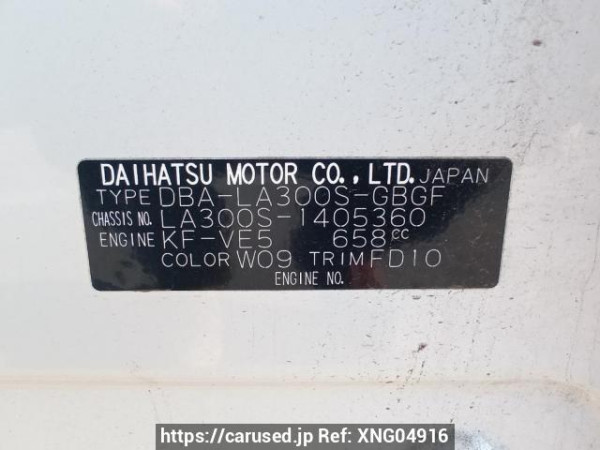 DAIHATSU MOTOR CO., LTD. JAPAN
TYPE DBA-LA300S-GBGF
CHASSIS NO. LA300S-1405360
ENGINE KF-VE5 658cc
COLOR W09 TRIM FD10
ENGINE NO.
https://carused.jp Ref: XNG04916